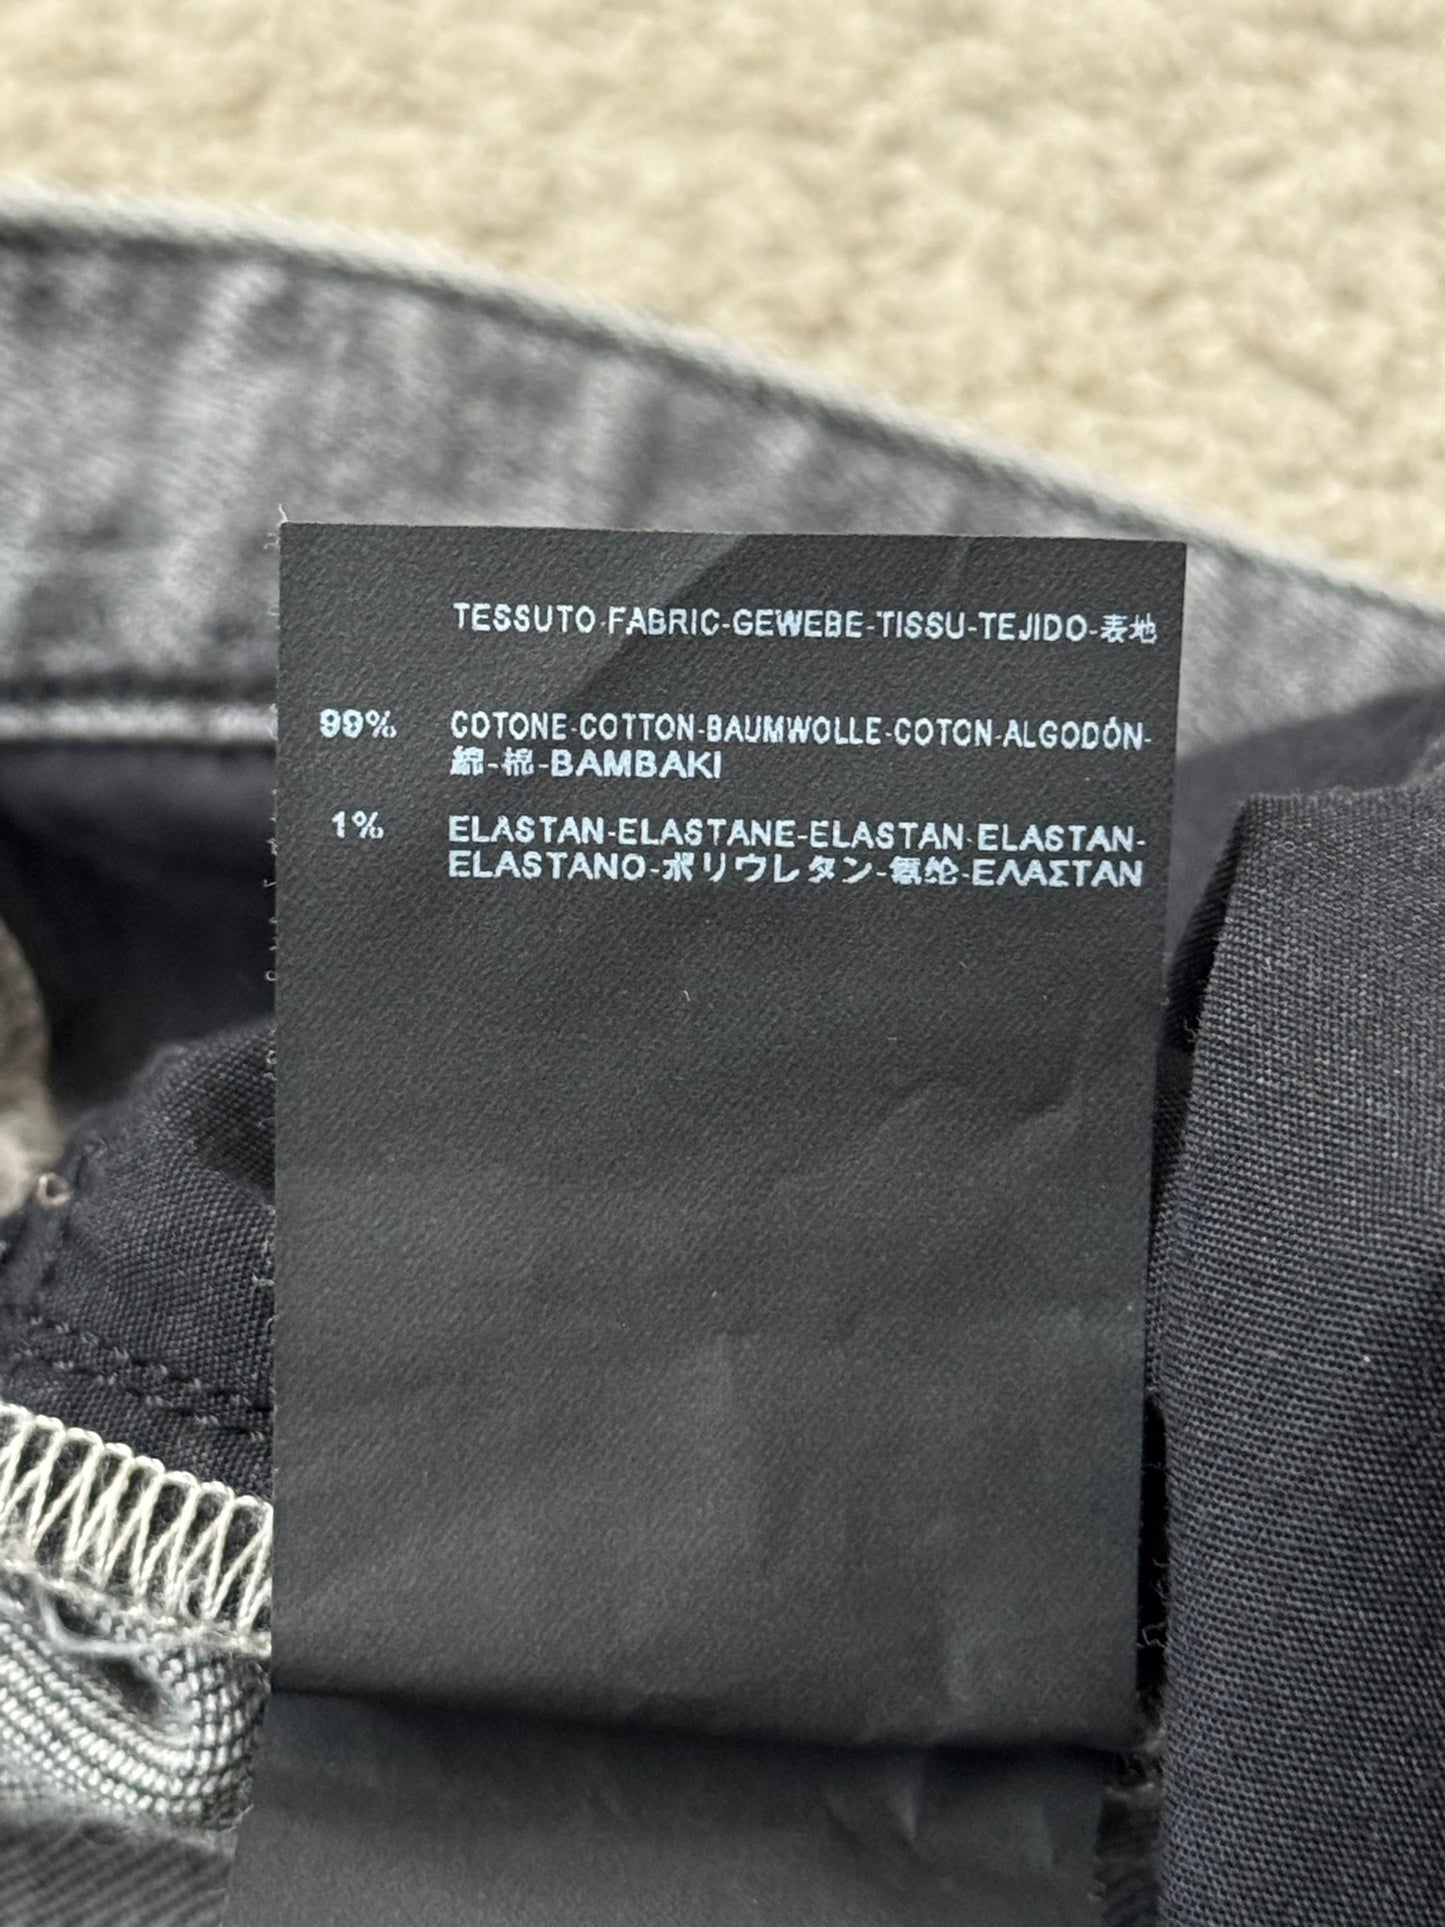 TESSUTO-FABRIC-GEWEBE-TISSU-TEJIDO-表地
99% COTONE-COTTON-BAUMWOLLE-COTON-ALGODÓN-
綿-棉-BAMBAKI
1% ELASTAN-ELASTANE-ELASTAN-ELASTAN-
ELASTANO-ポリウレタン-氨纶-ΕΛΑΣΤΑΝ